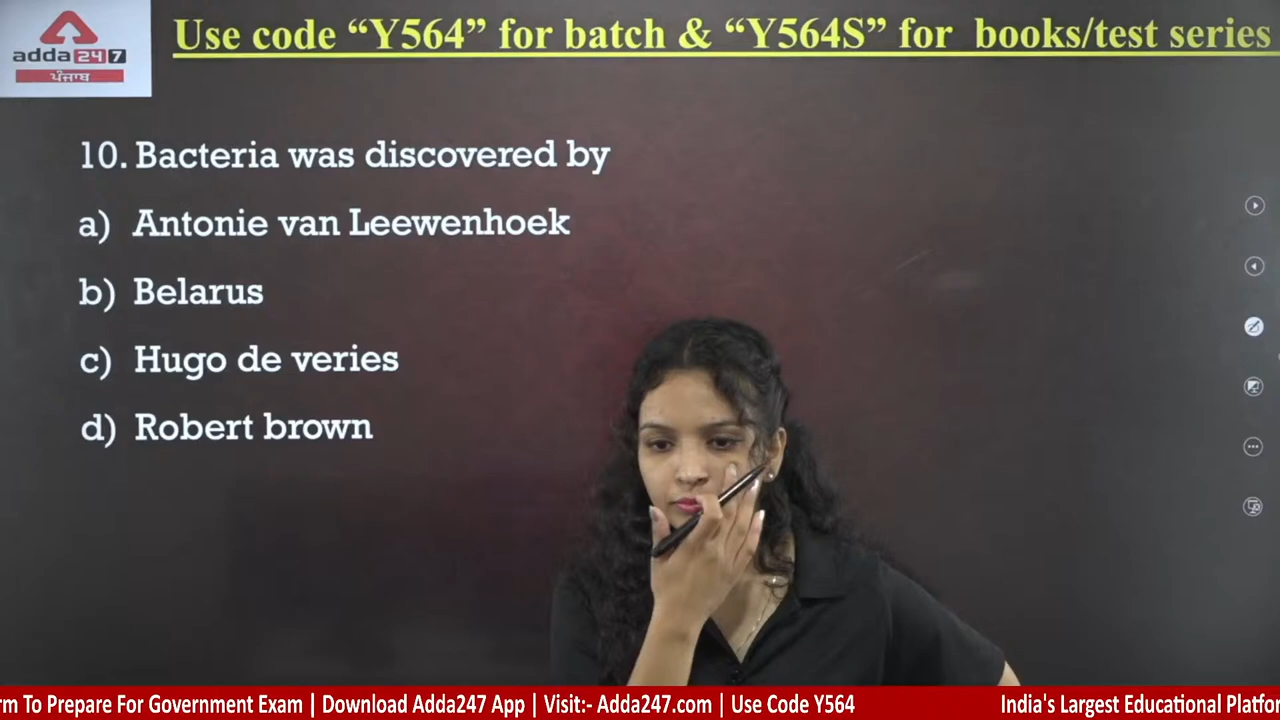 adda247
ਪੰਜਾਬ
Use code “Y564” for batch & “Y564S” for books/test series
10. Bacteria was discovered by
a) Antonie van Leewenhoek
b) Belarus
c) Hugo de veries
d) Robert brown
rm To Prepare For Government Exam | Download Adda247 App | Visit:- Adda247.com | Use Code Y564
India's Largest Educational Platfor